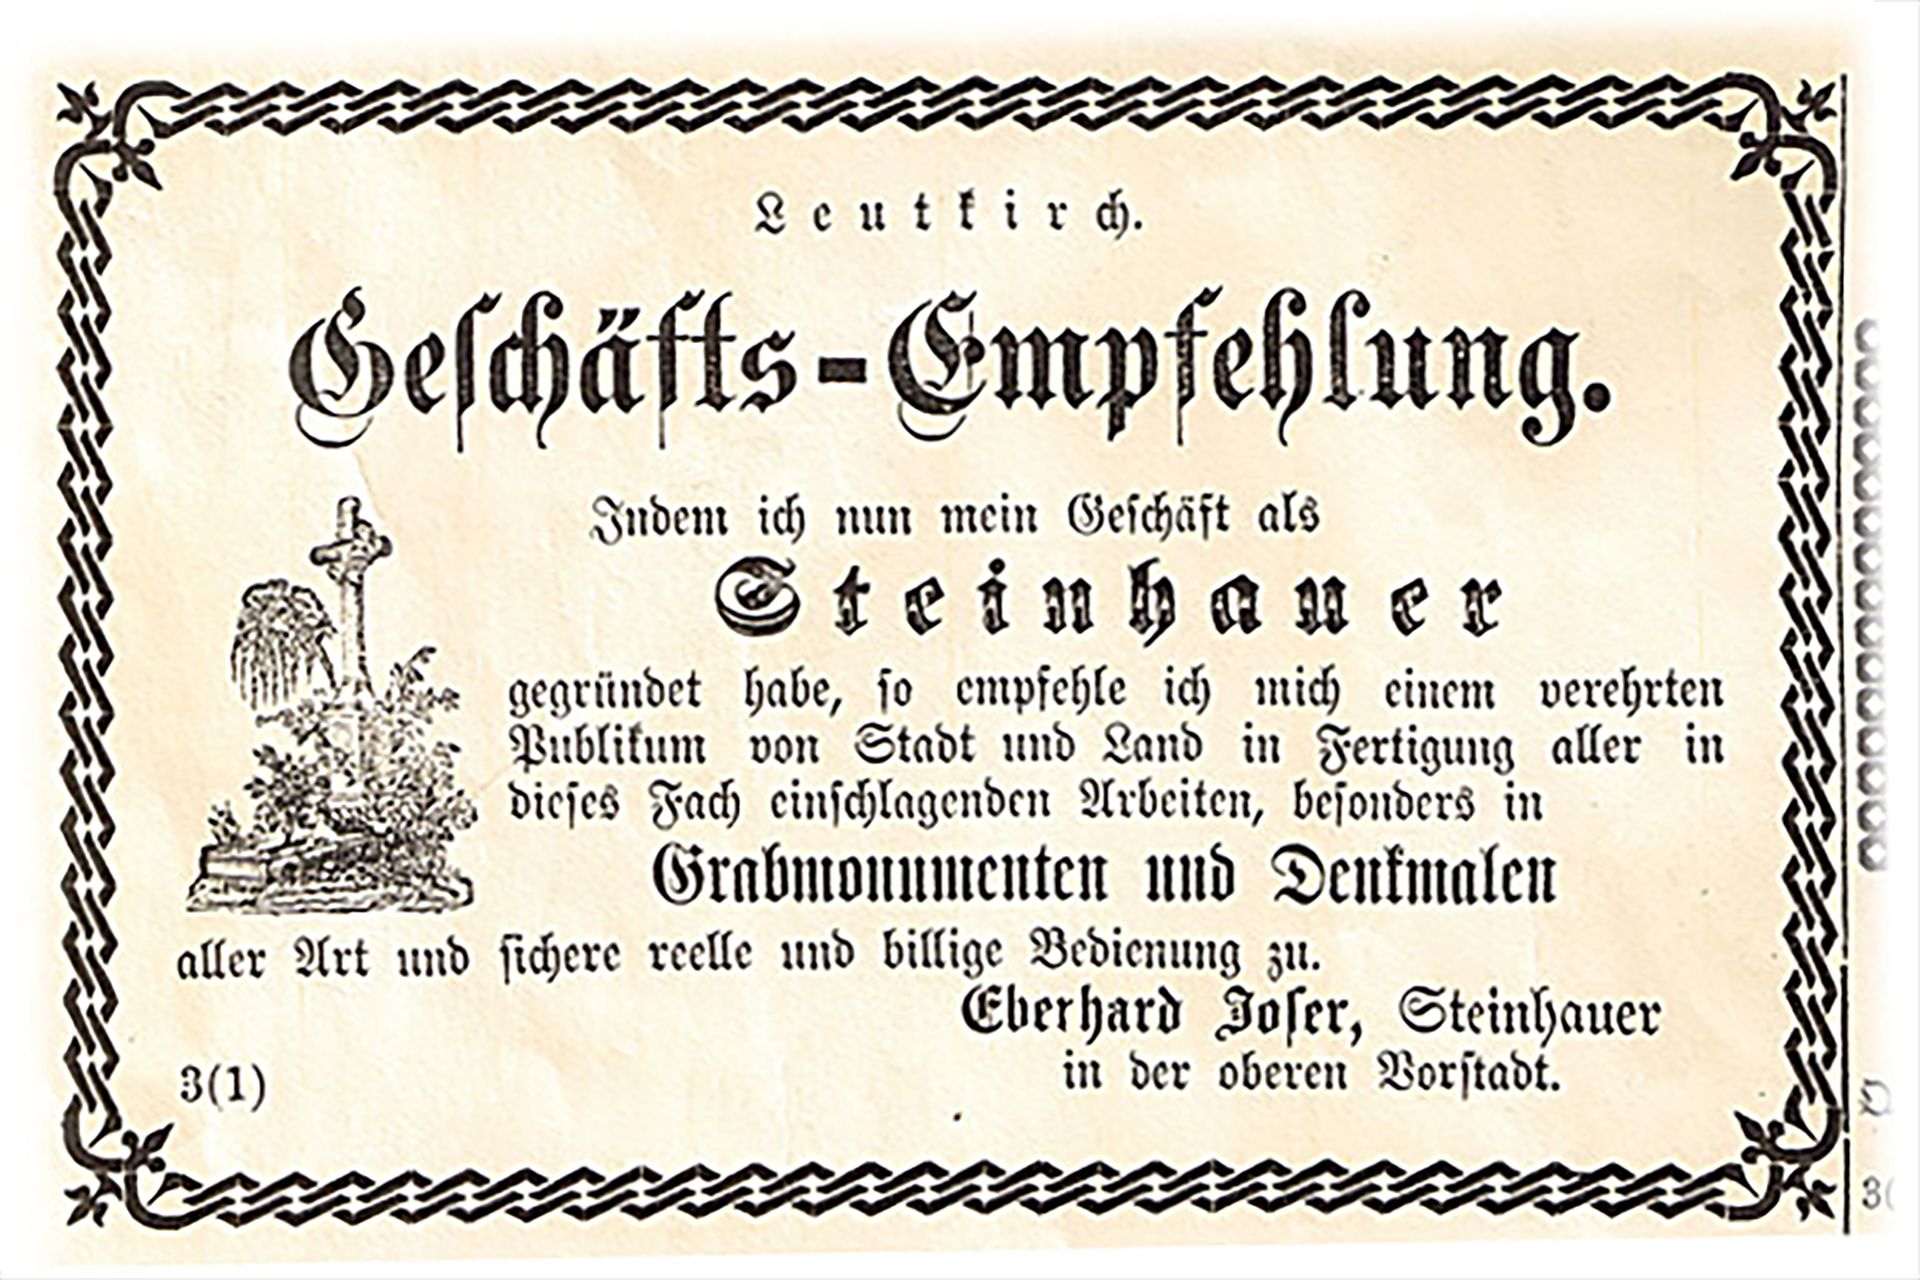 Leutkirch.
Geschäfts-Empfehlung.
Indem ich nun mein Geschäft als
Steinhauer
gegründet habe, so empfehle ich mich einem verehrten
Publikum von Stadt und Land in Fertigung aller in
dieses Fach einschlagenden Arbeiten, besonders in
Grabmonumenten und Denkmalen
aller Art und sichere reelle und billige Bedienung zu.
Eberhard Joser, Steinhauer
in der oberen Vorstadt.
3(1)